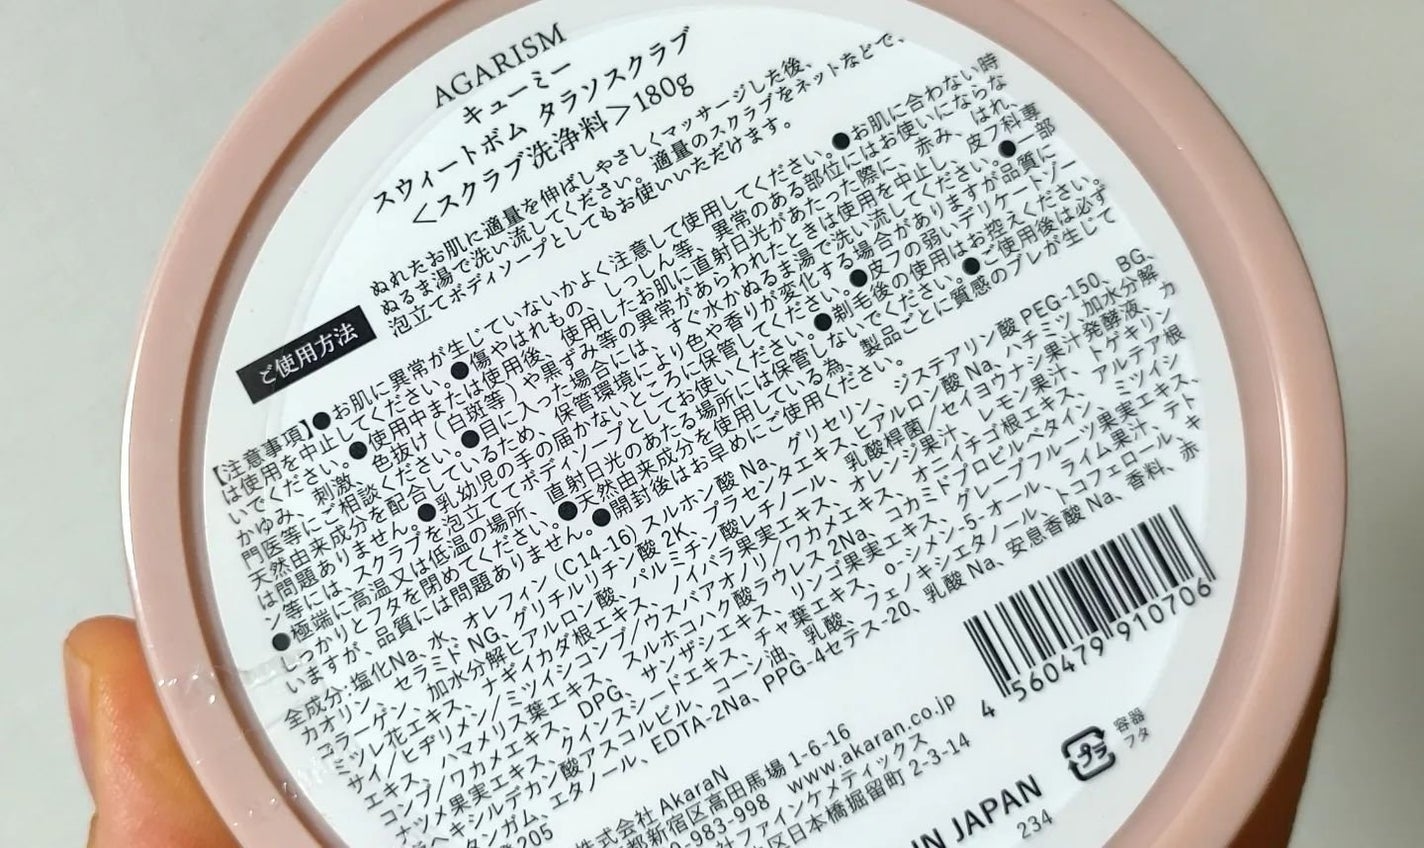 AGARISM
キューミー
スウィートボム タラソスクラブ
＜スクラブ洗浄料＞180g
ご使用方法
ぬれたお肌に適量を伸ばしやさしくマッサージした後、
ぬるま湯で洗い流してください。適量のスクラブをネットなどで、
泡立ててボディソープとしてもお使いいただけます。
【注意事項】●お肌に異常が生じていないかよく注意して使用してください。●お肌に合わない時
は使用を中止してください。●傷やはれもの、しっしん等、異常のある部位にはお使いにならな
いでください。●使用中または使用後、使用したお肌に直射日光があたった際に、赤み、はれ、
かゆみ、刺激、色抜け（白斑等）や黒ずみ等の異常があらわれたときは使用を中止し、皮フ科専
門医等にご相談ください。●目に入った場合には、すぐ水かぬるま湯で洗い流してください。●
天然由来成分を配合しているため、保管環境により色や香りが変化する場合がありますが品質に
は問題ありません。●乳幼児の手の届かないところに保管してください。●皮フの弱いデリケートゾー
ン等には、スクラブを泡立ててボディソープとしてお使いください。●剃毛後の使用はお控えください。
●極端に高温又は低温の場所、直射日光のあたる場所には保管しないでください。●ご使用後は必ず
しっかりとフタを閉めてください。●天然由来成分を使用している為、製品ごとに質感のブレが生じて
いますが、品質には問題ありません。●開封後はお早めにご使用ください。
全成分:塩化Na、水、オレフィン(C14-16)スルホン酸Na、グリセリン、ジステアリン酸PEG-150、BG、
カオリン、セラミドNG、グリチルリチン酸2K、プラセンタエキス、ヒアルロン酸Na、ハチミツ、加水分解
コラーゲン、加水分解ヒアルロン酸、パルミチン酸レチノール、乳酸桿菌/セイヨウナシ果汁発酵液、カ
ミツレ花エキス、ナギイカダ根エキス、ノイバラ果実エキス、オレンジ果汁、レモン果汁、トゲキリン
サイ/ヒヂリメン/ミツイシコンブ/ウスバアオノリ/ワカメエキス、オニイチゴ根エキス、アルテア根
エキス、ハマメリス葉エキス、DPG、スルホコハク酸ラウレス2Na、コカミドプロピルベタイン、ミツイシ
コンブ/ワカメエキス、サンザシエキス、リンゴ果実エキス、グレープフルーツ果実エキス、
ナツメ果実エキス、クインスシードエキス、チャ葉エキス、o-シメン-5-オール、ライム果汁、テト
ラヘキシルデカン酸アスコルビル、コーン油、乳酸、フェノキシエタノール、トコフェロール、キ
タンガム、エタノール、EDTA-2Na、PPG-4セテス-20、乳酸Na、安息香酸Na、香料、赤
205
株式会社 AkaraN
都新宿区高田馬場 1-6-16
-983-998 www.akaran.co.jp
ファインケメティックス
区日本橋堀留町 2-3-14
IN JAPAN
234
4 560479 910706
プラ
容器
フタ